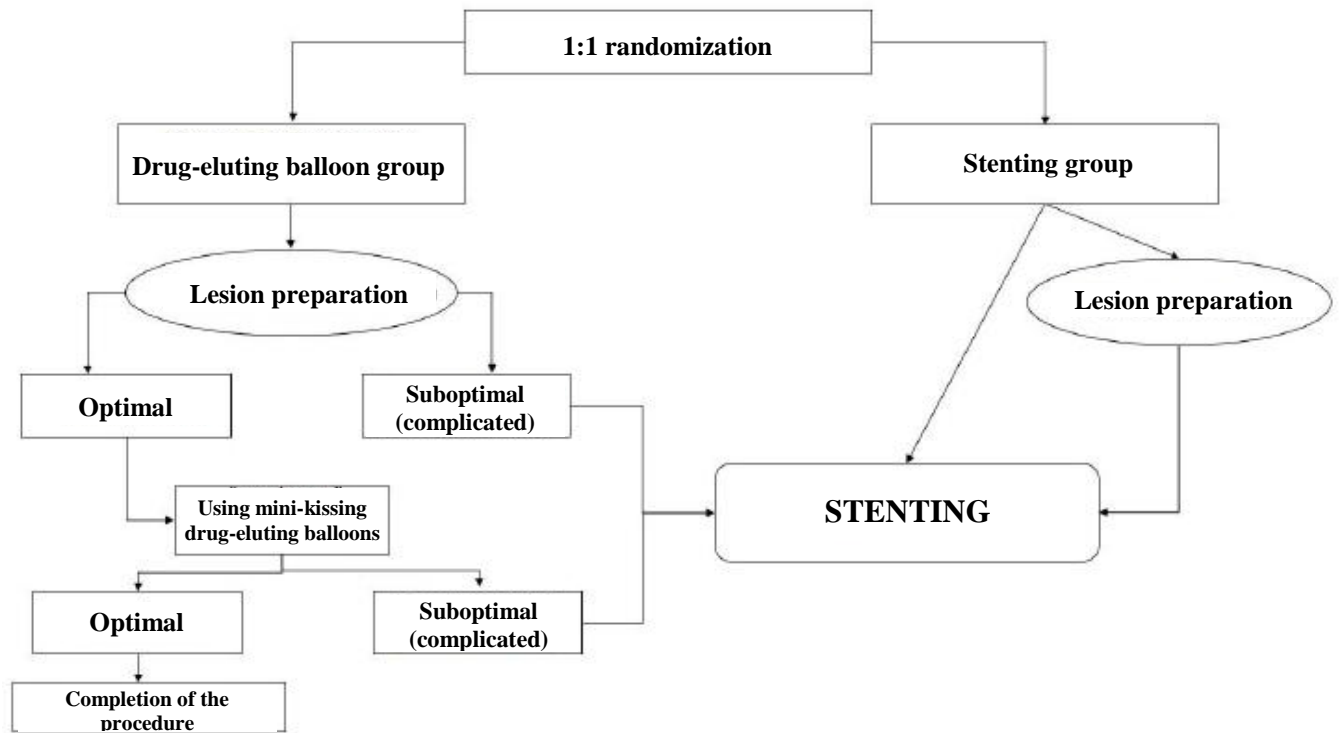 1:1 randomization
Drug-eluting balloon group
Stenting group
Lesion preparation
Lesion preparation
Optimal
Suboptimal
(complicated)
Using mini-kissing
drug-eluting balloons
STENTING
Optimal
Suboptimal
(complicated)
Completion of the
procedure